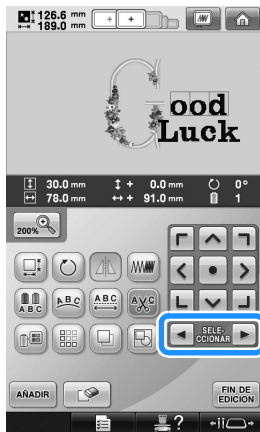 126.6 mm
189.0 mm
Good
Luck
30.0 mm + 0.0 mm 0°
78.0 mm + 91.0 mm 1
200%
A B C
A B C
A B C
A C
SELE-
CCIONAR
AÑADIR
FIN DE
EDICION
?